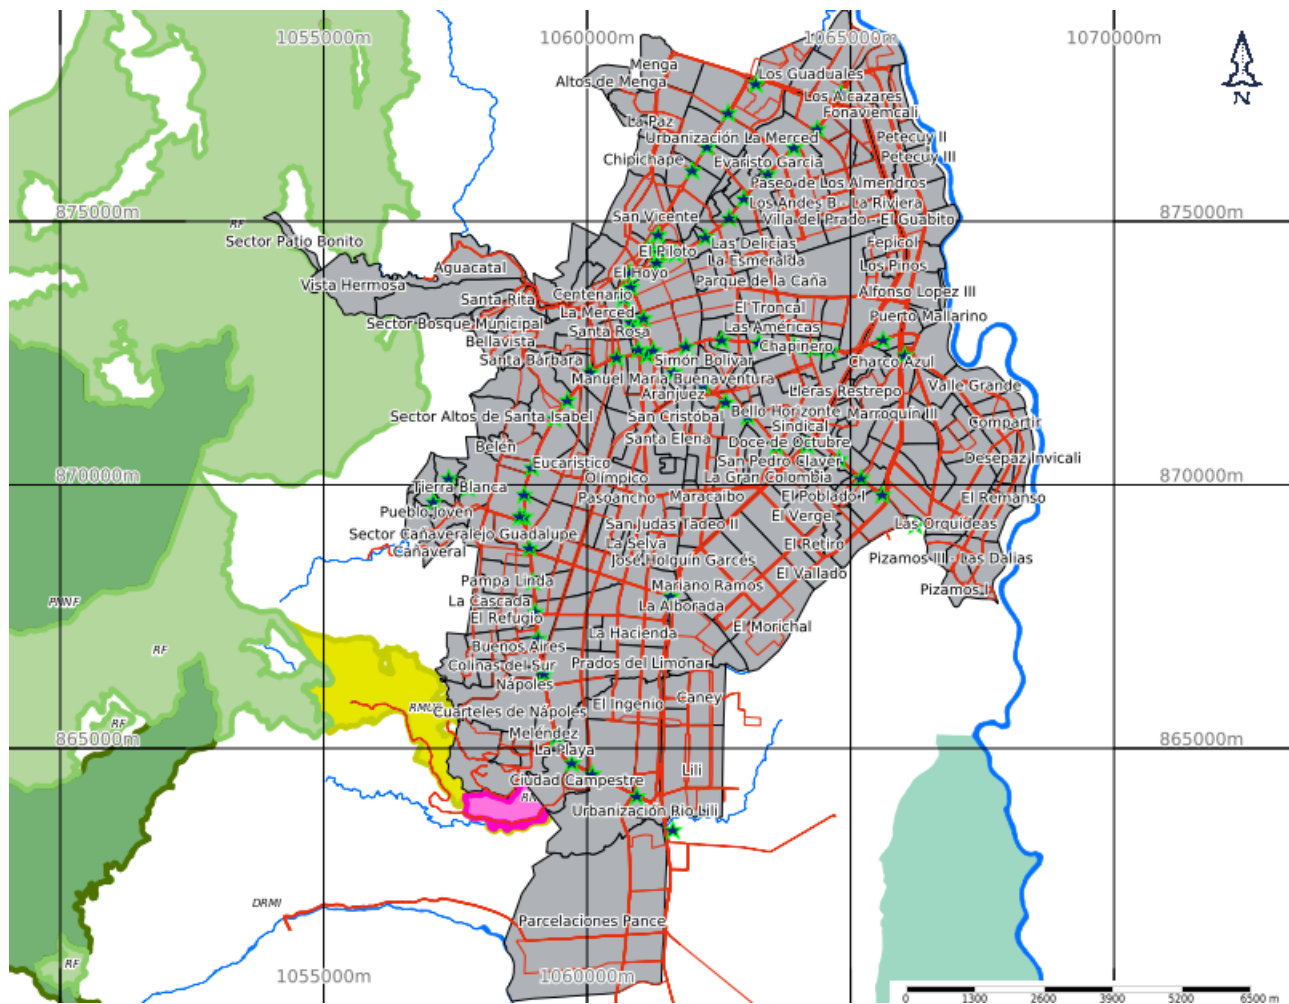 1055000m
1060000m
1065000m
1070000m
Menga
Altos de Menga
Los Guaduales
Los Alcazares
Fonaviemcali
La Paz
Urbanización La Merced
Petecuy II
Chipichape
Evaristo Garcia
Petecuy III
Paseo de Los Almendros
Los Andes B - La Riviera
875000m
RF
San Vicente
Villa del Prado - El Guabito
875000m
Sector Patio Bonito
Las Delicias
Fepicol
El Piloto
La Esmeralda
Aguacatal
El Hoyo
Los Pinos
Vista Hermosa
Parque de la Caña
Centenario
Alfonso Lopez III
Santa Rita
La Merced
El Troncal
Puerto Mallarino
Sector Bosque Municipal
Santa Rosa
Las Américas
Bellavista
Chapinero
Santa Bárbara
Simón Bolívar
Charco Azul
Manuel María Buenaventura
Valle Grande
Aranjuez
Lleras Restrepo
Sector Altos de Santa Isabel
San Cristóbal
Bello Horizonte
Marroquín III
Compartir
Sindical
Santa Elena
Doce de Octubre
Belén
Desepaz Invicali
Eucarístico
San Pedro Claver
870000m
Olímpico
La Gran Colombia
870000m
Tierra Blanca
Pasoancho
Maracaibo
El Poblado I
El Remanso
Pueblo Joven
El Verge
San Judas Tadeo II
Las Orquideas
Sector Cañaveralejo Guadalupe
La Selva
El Retiro
Cañaveral
José Holguín Garcés
Pizamos III - Las Dalias
El Vallado
Pampa Linda
Mariano Ramos
Pizamos I
PNNF
La Cascada
La Alborada
El Refugio
El Morichal
La Hacienda
RF
Buenos Aires
Colinas del Sur
Prados del Limonar
Nápoles
Caney
El Ingenio
Cuarteles de Nápoles
RF
Meléndez
865000m
865000m
La Playa
Lili
Ciudad Campestre
Urbanización Rio Lili
DRMI
Parcelaciones Pance
RF
1055000m
1060000m
N
0
1300
2600
3900
5200
6500 m